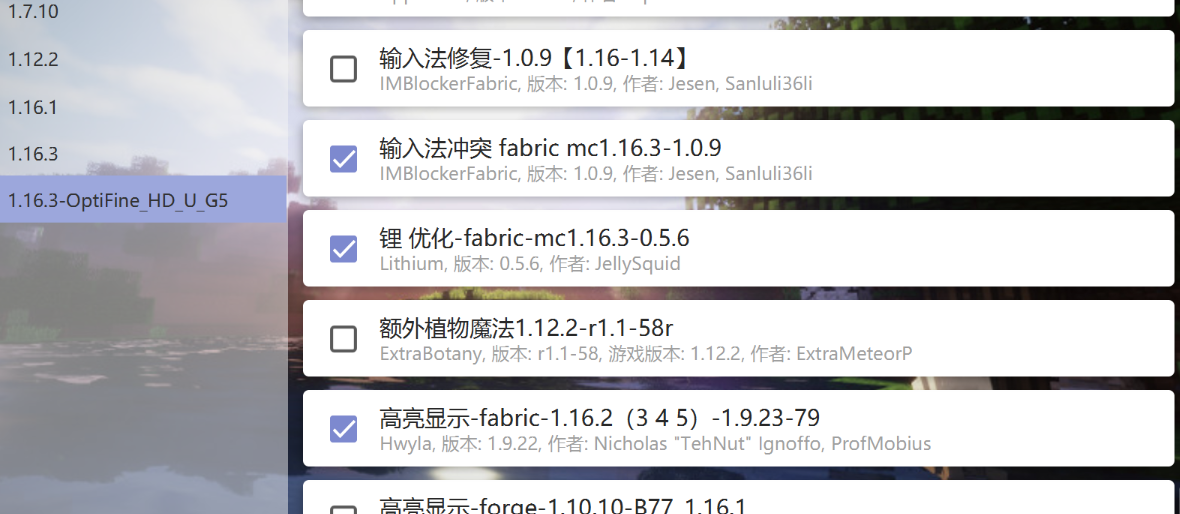 1.7.10
1.12.2
1.16.1
1.16.3
1.16.3-OptiFine_HD_U_G5
输入法修复-1.0.9【1.16-1.14】
IMBlockerFabric, 版本: 1.0.9, 作者: Jesen, Sanluli36li
输入法冲突 fabric mc1.16.3-1.0.9
IMBlockerFabric, 版本: 1.0.9, 作者: Jesen, Sanluli36li
锂 优化-fabric-mc1.16.3-0.5.6
Lithium, 版本: 0.5.6, 作者: JellySquid
额外植物魔法1.12.2-r1.1-58r
ExtraBotany, 版本: r1.1-58, 游戏版本: 1.12.2, 作者: ExtraMeteorP
高亮显示-fabric-1.16.2（3 4 5）-1.9.23-79
Hwyla, 版本: 1.9.22, 作者: Nicholas "TehNut" Ignoffo, ProfMobius
高亮显示-forge-1.10.10-B77_1.16.1